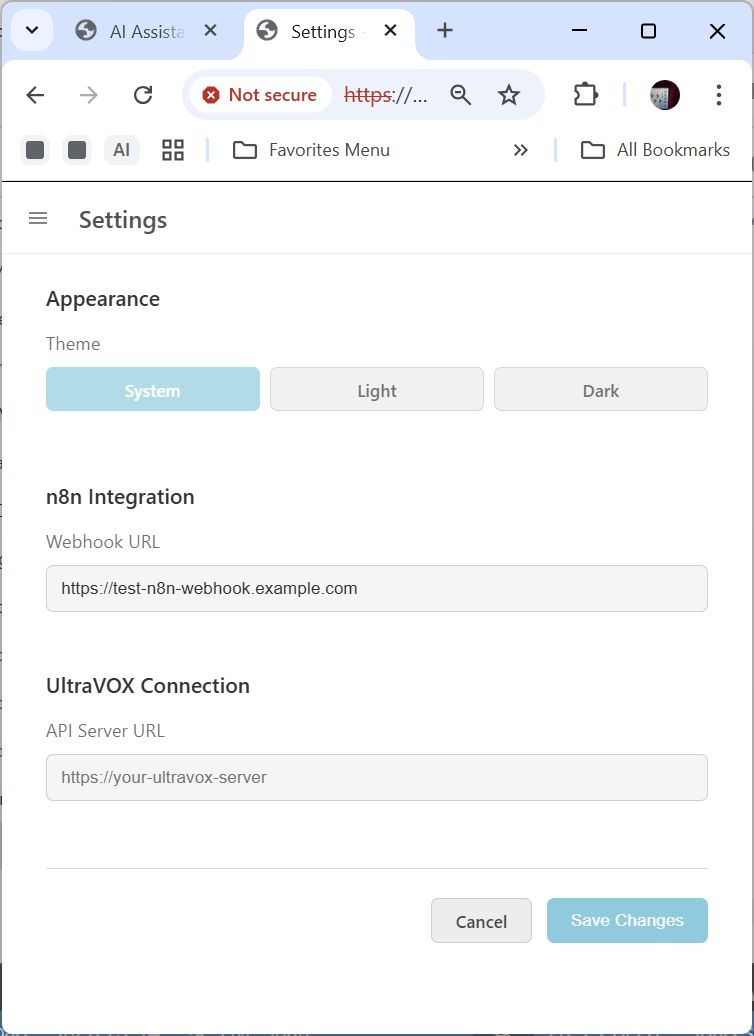 AI Assista
Settings
Not secure
https://...
AI
Favorites Menu
All Bookmarks
Settings
Appearance
Theme
System
Light
Dark
n8n Integration
Webhook URL
https://test-n8n-webhook.example.com
UltraVOX Connection
API Server URL
https://your-ultravox-server
Cancel
Save Changes